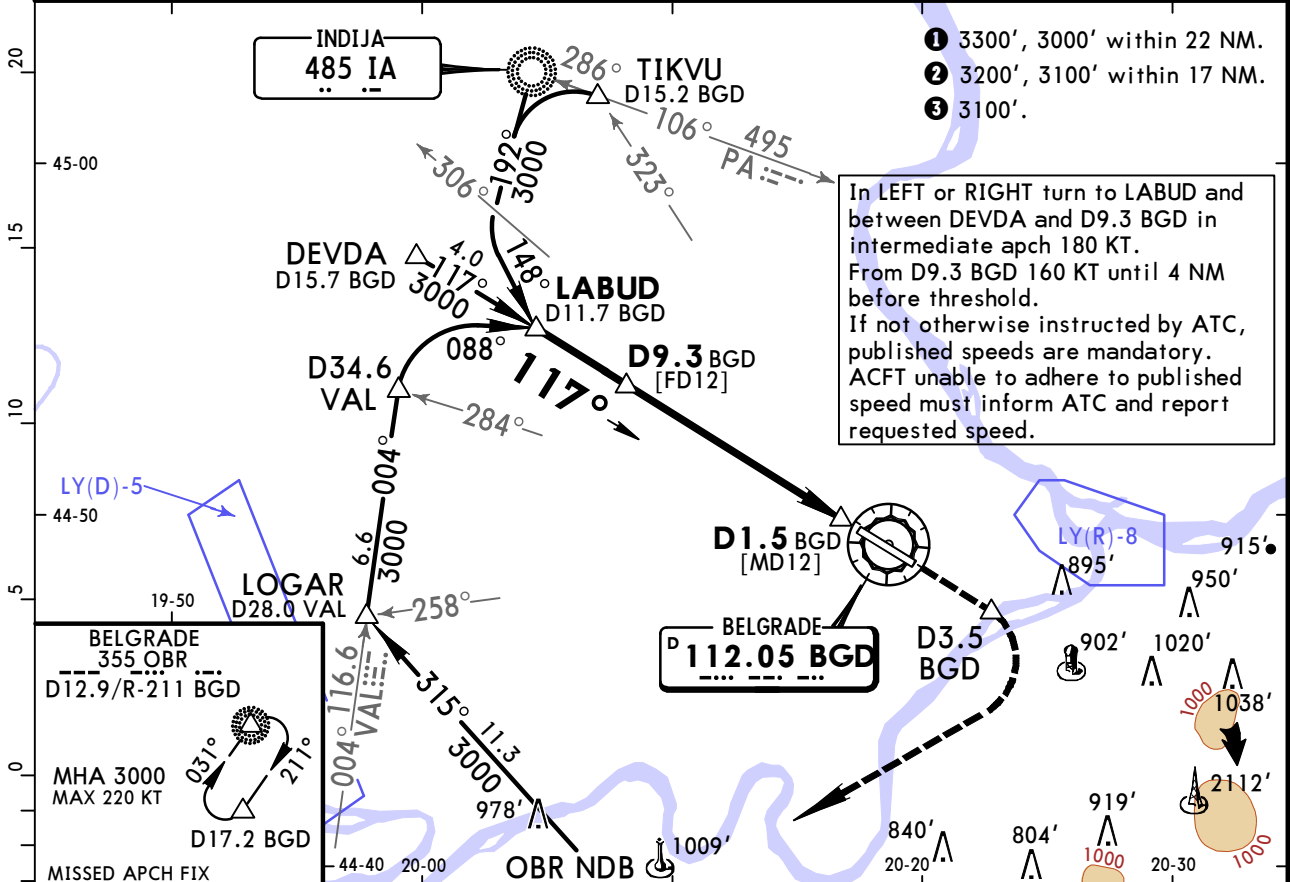 INDIJA
485 IA
286°
TIKVU
D15.2 BGD
106°
495
PA
323°
❶ 3300', 3000' within 22 NM.
❷ 3200', 3100' within 17 NM.
❸ 3100'.
20
45-00
192°
3000
306°
In LEFT or RIGHT turn to LABUD and
between DEVDA and D9.3 BGD in
intermediate apch 180 KT.
From D9.3 BGD 160 KT until 4 NM
before threshold.
If not otherwise instructed by ATC,
published speeds are mandatory.
ACFT unable to adhere to published
speed must inform ATC and report
requested speed.
15
DEVDA
D15.7 BGD
4.0
117°
3000
148°
LABUD
D11.7 BGD
088°
117°
D9.3 BGD
[FD12]
D34.6
VAL
284°
10
004°
6.6
3000
LY(D)-5
44-50
D1.5 BGD
[MD12]
LY(R)-8
915'
895'
950'
5
19-50
LOGAR
D28.0 VAL
258°
BELGRADE
D 112.05 BGD
D3.5
BGD
902'
1020'
1038'
1000
BELGRADE
355 OBR
D12.9/R-211 BGD
031°
211°
MHA 3000
MAX 220 KT
D17.2 BGD
MISSED APCH FIX
004° 116.6
VAL
315°
11.3
3000
0
978'
OBR NDB
1009'
840'
804'
919'
2112'
1000
1000
44-40
20-00
20-20
20-30